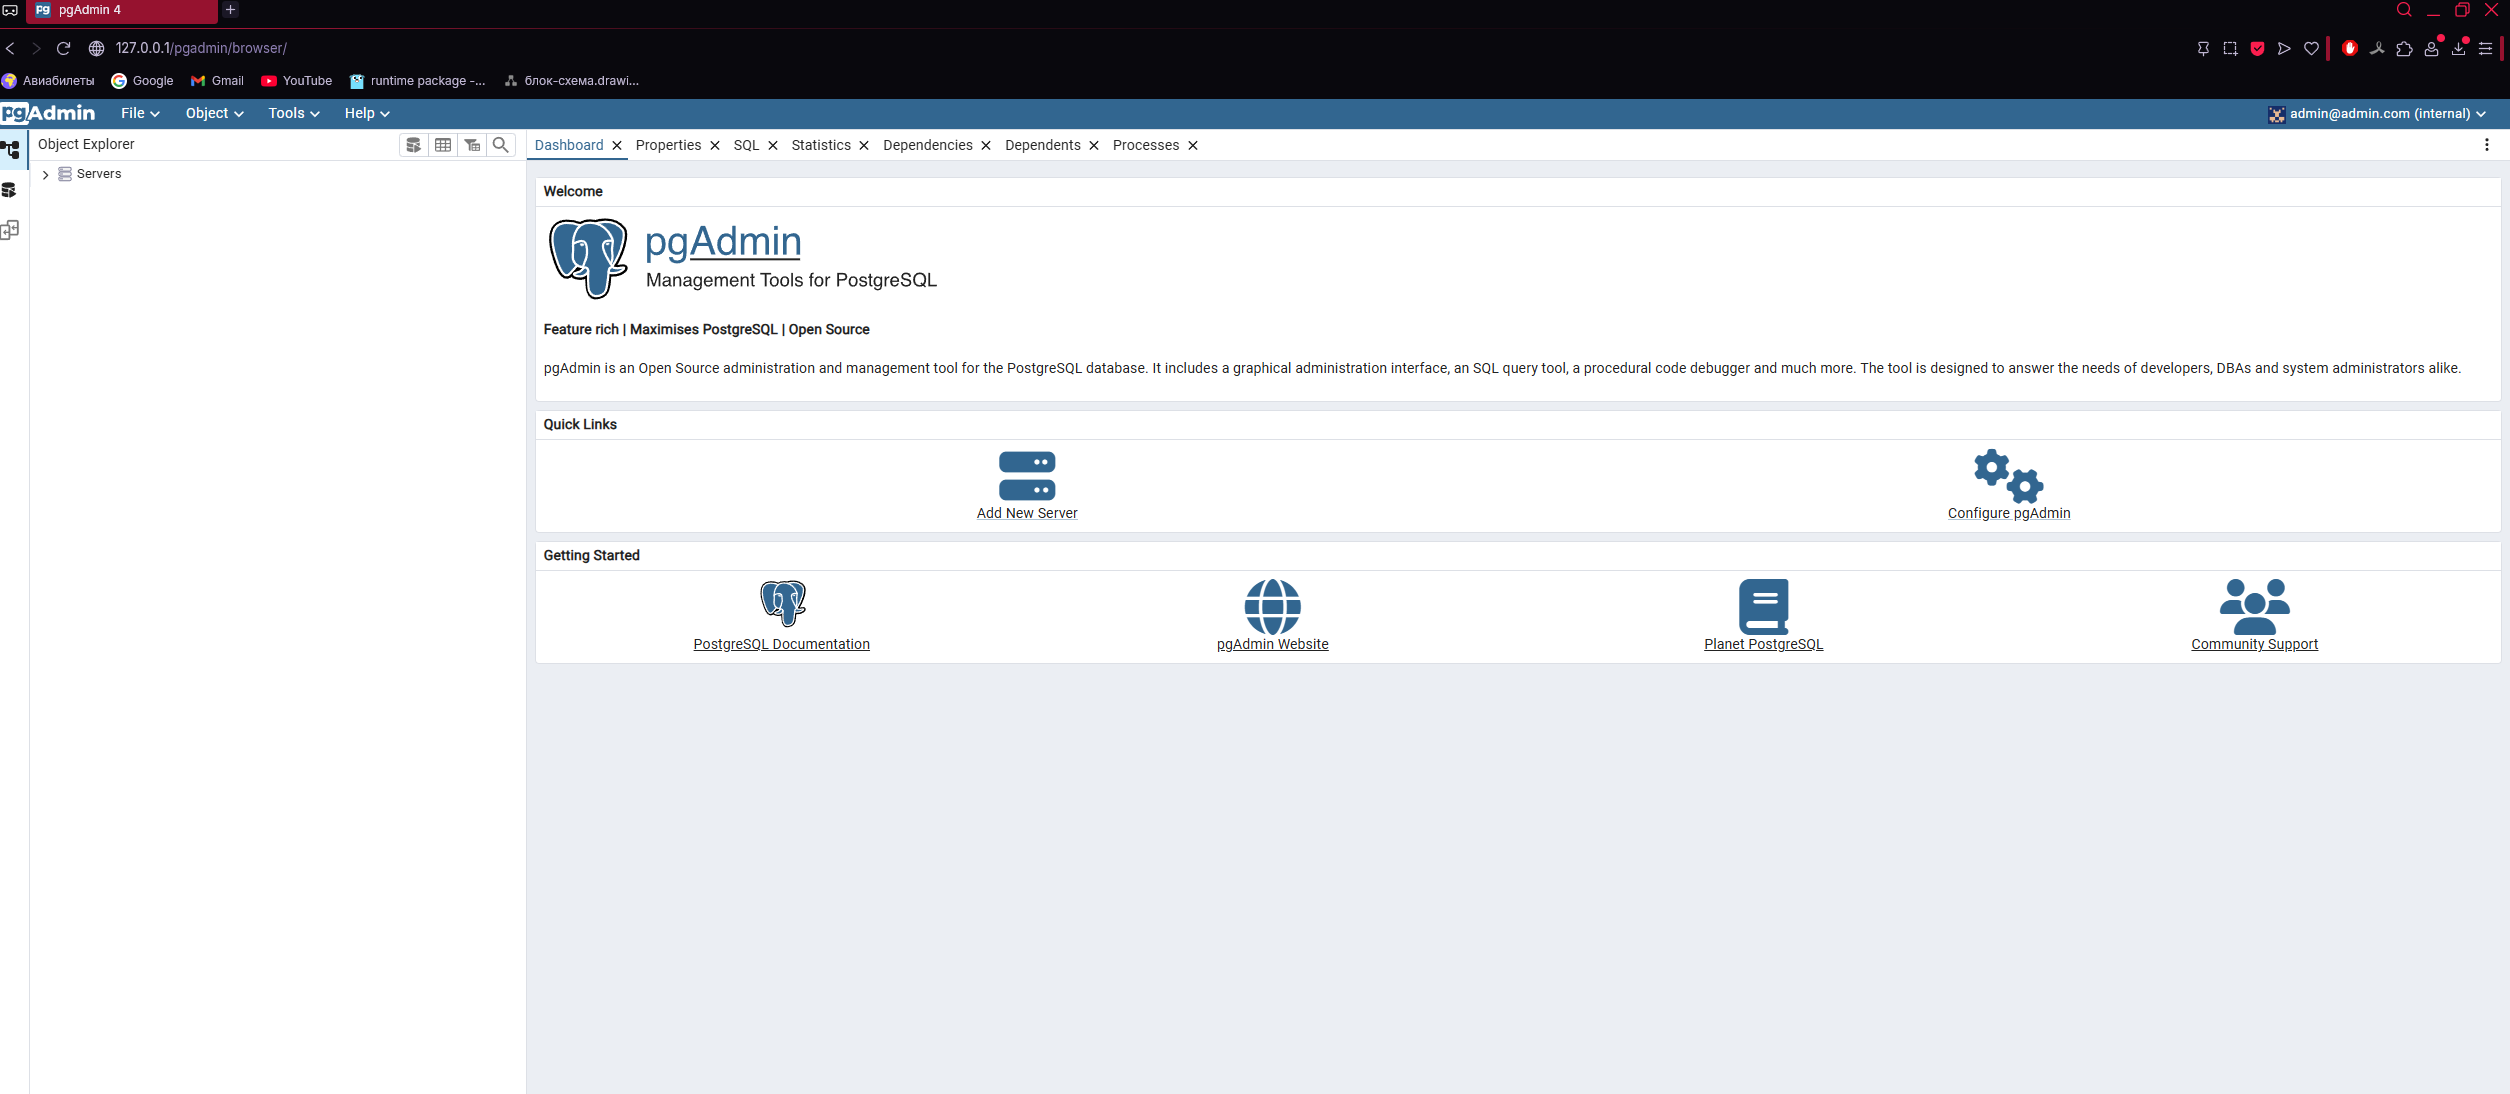 pgAdmin 4
127.0.0.1/pgadmin/browser/
Авиабилеты Google Gmail YouTube runtime package -... блок-схема.drawi...
pgAdmin File Object Tools Help admin@admin.com (internal)
Object Explorer
Servers
Dashboard Properties SQL Statistics Dependencies Dependents Processes
Welcome
pgAdmin
Management Tools for PostgreSQL
Feature rich | Maximises PostgreSQL | Open Source
pgAdmin is an Open Source administration and management tool for the PostgreSQL database. It includes a graphical administration interface, an SQL query tool, a procedural code debugger and much more. The tool is designed to answer the needs of developers, DBAs and system administrators alike.
Quick Links
Add New Server Configure pgAdmin
Getting Started
PostgreSQL Documentation pgAdmin Website Planet PostgreSQL Community Support